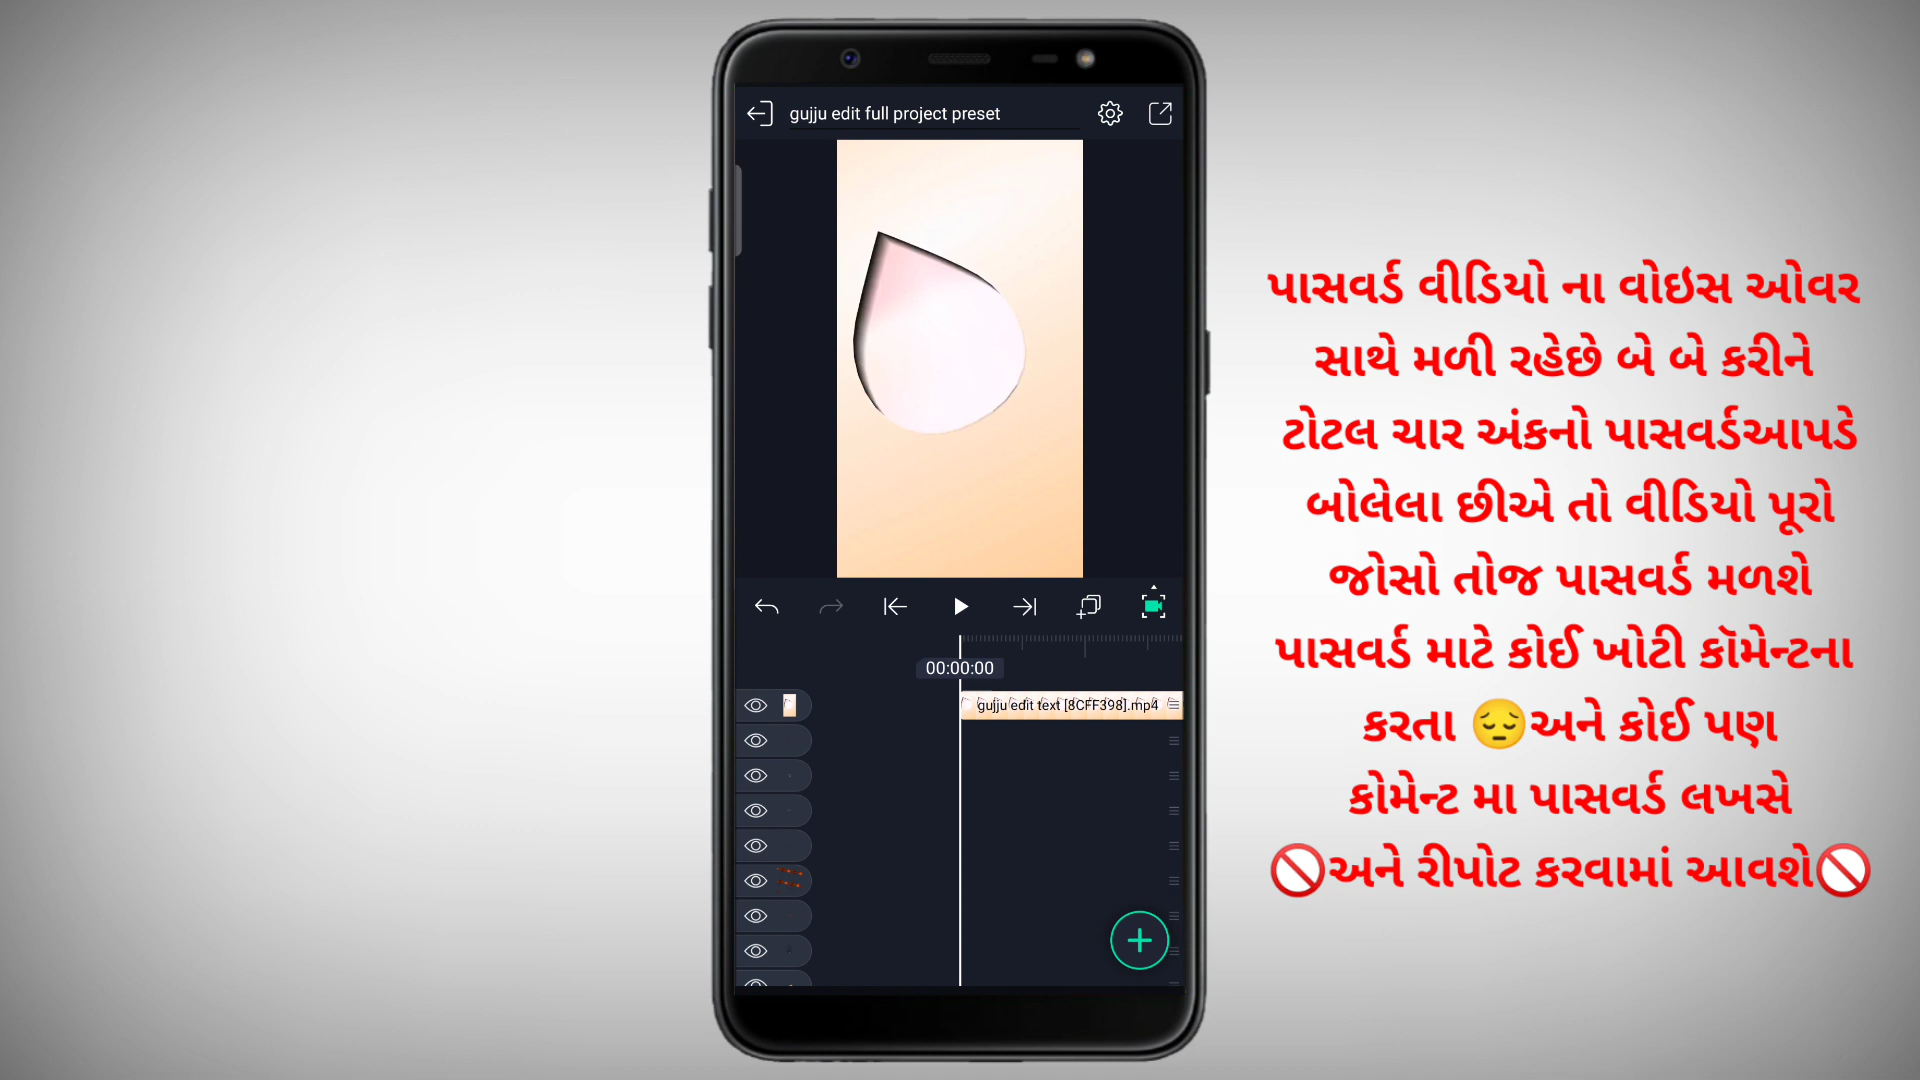 gujju edit full project preset
00:00:00
gujju edit text [8CFF398].mp4
પાસવર્ડ વીડિયો ના વોઇસ ઓવર
સાથે મળી રહેછે બે બે કરીને
ટોટલ ચાર અંકનો પાસવર્ડઆપડે
બોલેલા છીએ તો વીડિયો પૂરો
જોસો તોજ પાસવર્ડ મળશે
પાસવર્ડ માટે કોઈ ખોટી કૉમેન્ટના
કરતા 😔અને કોઈ પણ
કોમેન્ટ મા પાસવર્ડ લખસે
🚫અને રીપોટ કરવામાં આવશે🚫